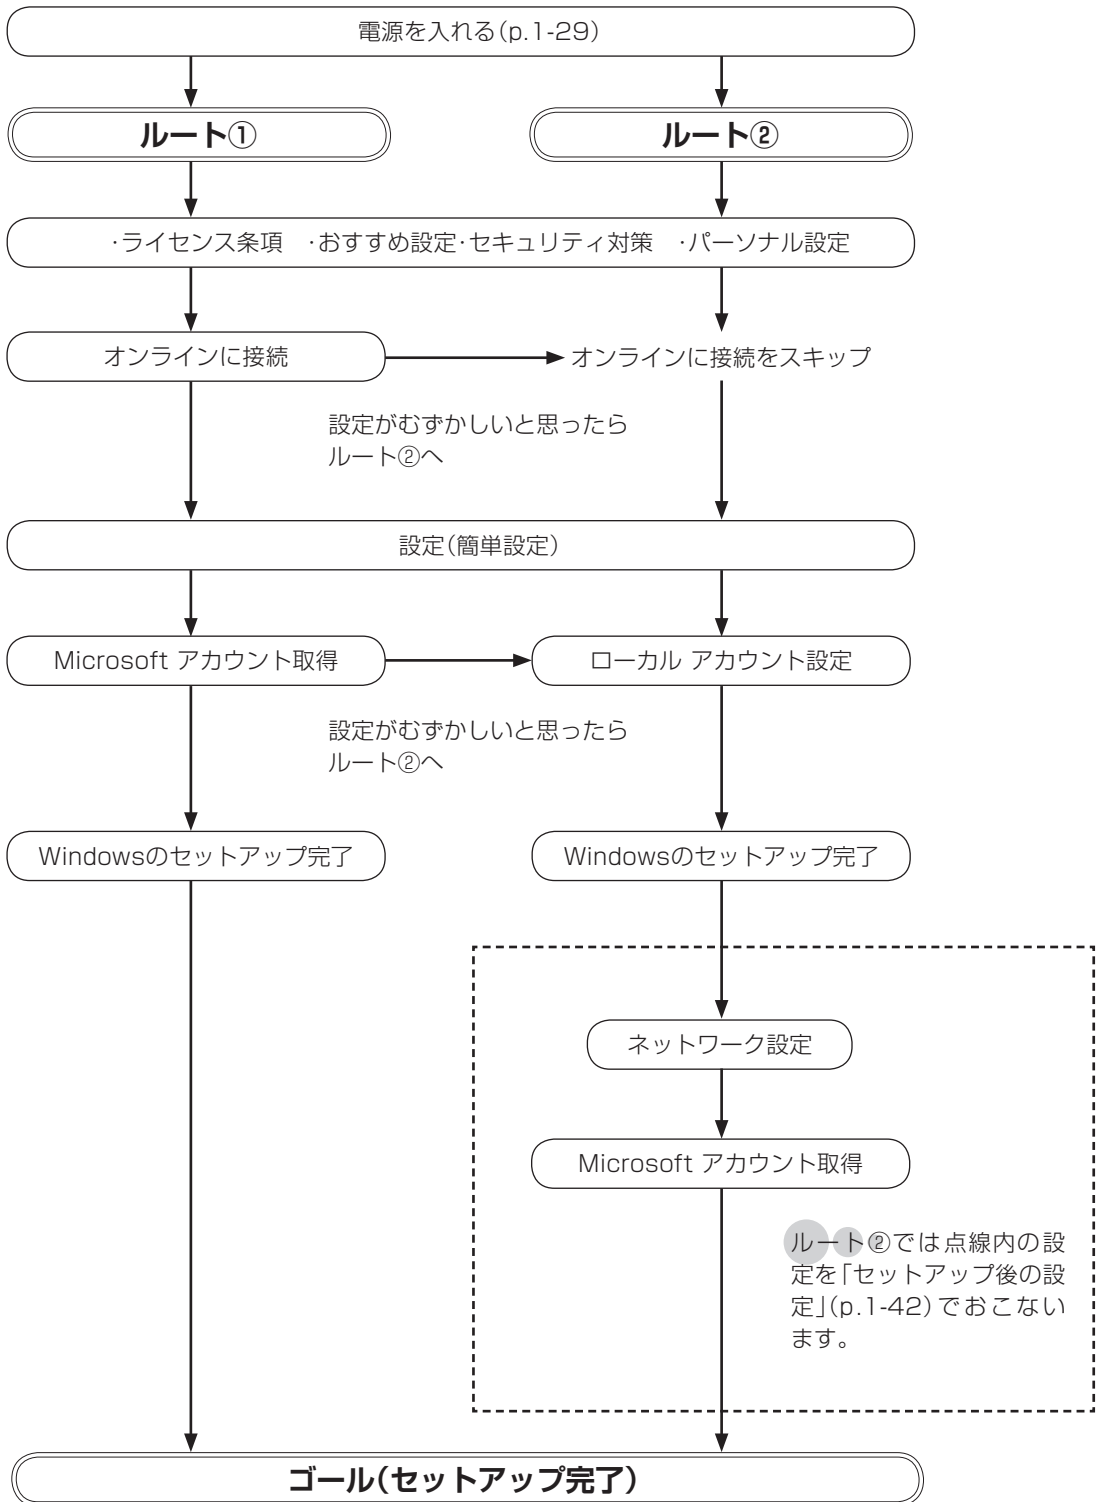 電源を入れる(p.1-29)
ルート①
ルート②
･ライセンス条項　･おすすめ設定･セキュリティ対策　･パーソナル設定
オンラインに接続
オンラインに接続をスキップ
設定がむずかしいと思ったら
ルート②へ
設定(簡単設定)
Microsoft アカウント取得
ローカル アカウント設定
設定がむずかしいと思ったら
ルート②へ
Windowsのセットアップ完了
Windowsのセットアップ完了
ネットワーク設定
Microsoft アカウント取得
ルート②では点線内の設
定を「セットアップ後の設
定」(p.1-42)でおこない
ます。
ゴール(セットアップ完了)